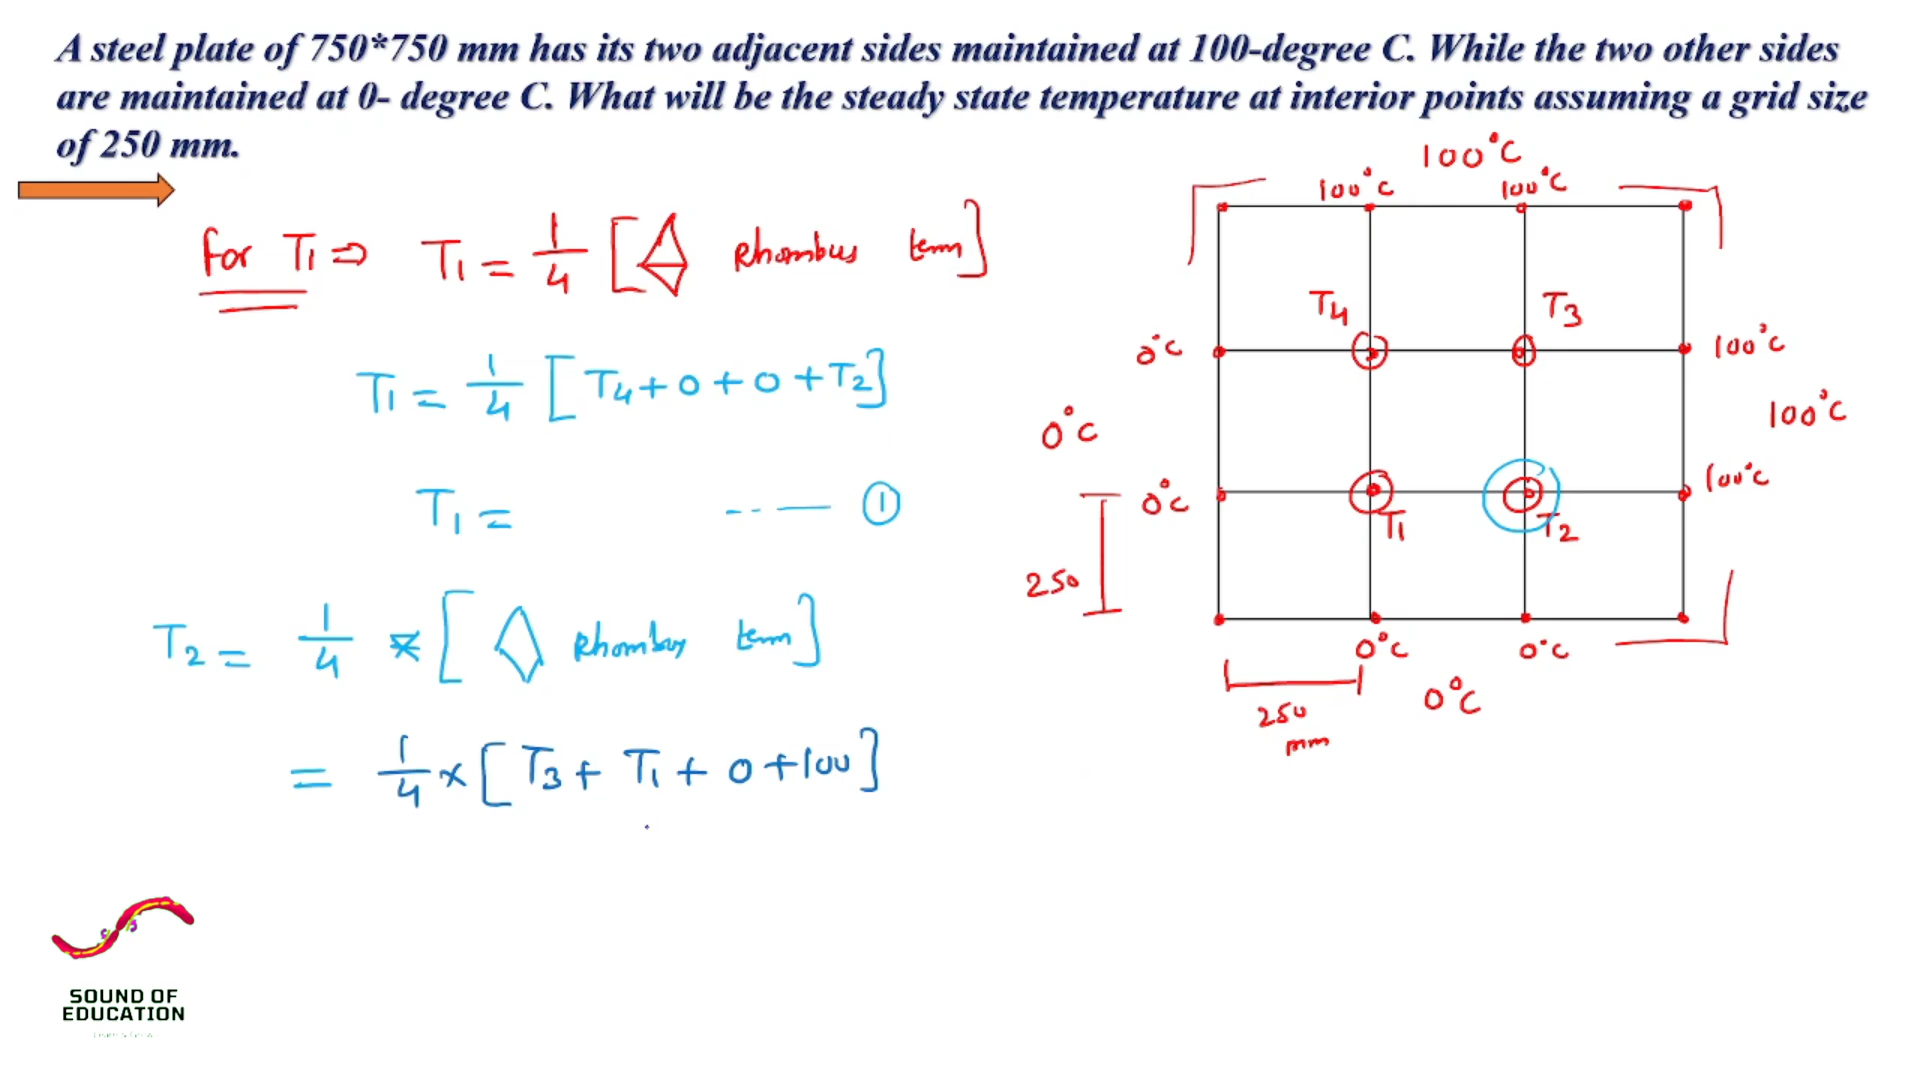 A steel plate of 750*750 mm has its two adjacent sides maintained at 100-degree C. While the two other sides
are maintained at 0- degree C. What will be the steady state temperature at interior points assuming a grid size
of 250 mm.
100°C
100°C 100°C
For T1 ⇒ T1 = 1/4 [ Rhombus term]
T4 T3
0°C 100°C
T1 = 1/4 [T4+0+0+T2]
0°C 100°C
T1 = ---- ①
0°C 100°C
T1 T2
250
T2 = 1/4 * [ Rhombus term]
0°C 0°C
250
mm
0°C
= 1/4 × [T3 + T1 + 0 + 100]
SOUND OF
EDUCATION